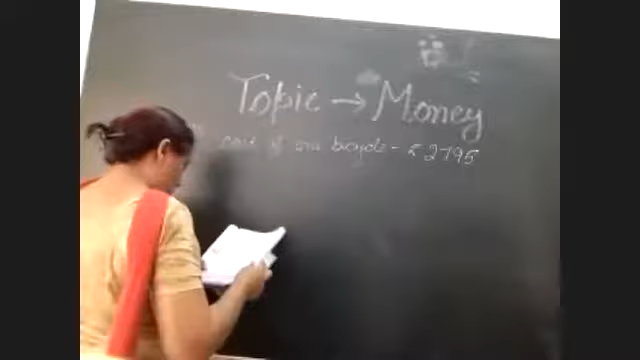 Topic → Money
cost of one bicycle - ₹ 2795